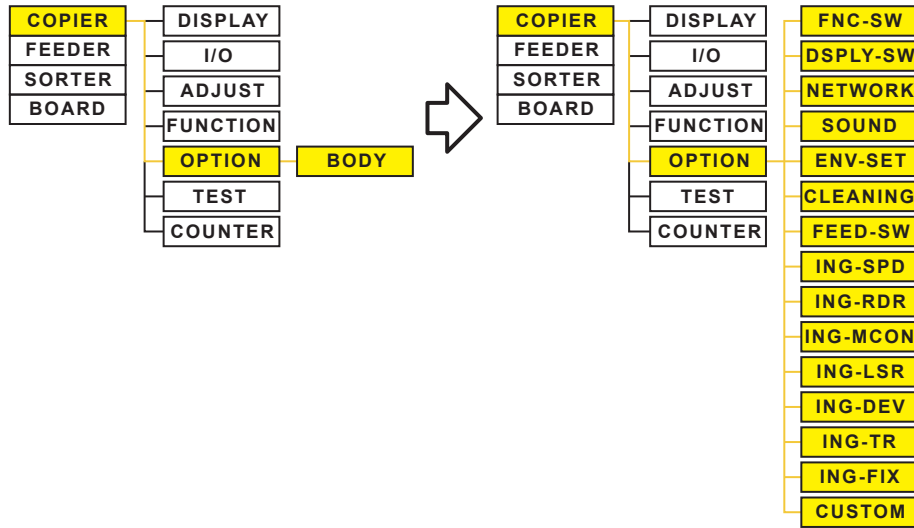 COPIER
FEEDER
SORTER
BOARD
DISPLAY
I/O
ADJUST
FUNCTION
OPTION
TEST
COUNTER
BODY
COPIER
FEEDER
SORTER
BOARD
DISPLAY
I/O
ADJUST
FUNCTION
OPTION
TEST
COUNTER
FNC-SW
DSPLY-SW
NETWORK
SOUND
ENV-SET
CLEANING
FEED-SW
ING-SPD
ING-RDR
ING-MCON
ING-LSR
ING-DEV
ING-TR
ING-FIX
CUSTOM